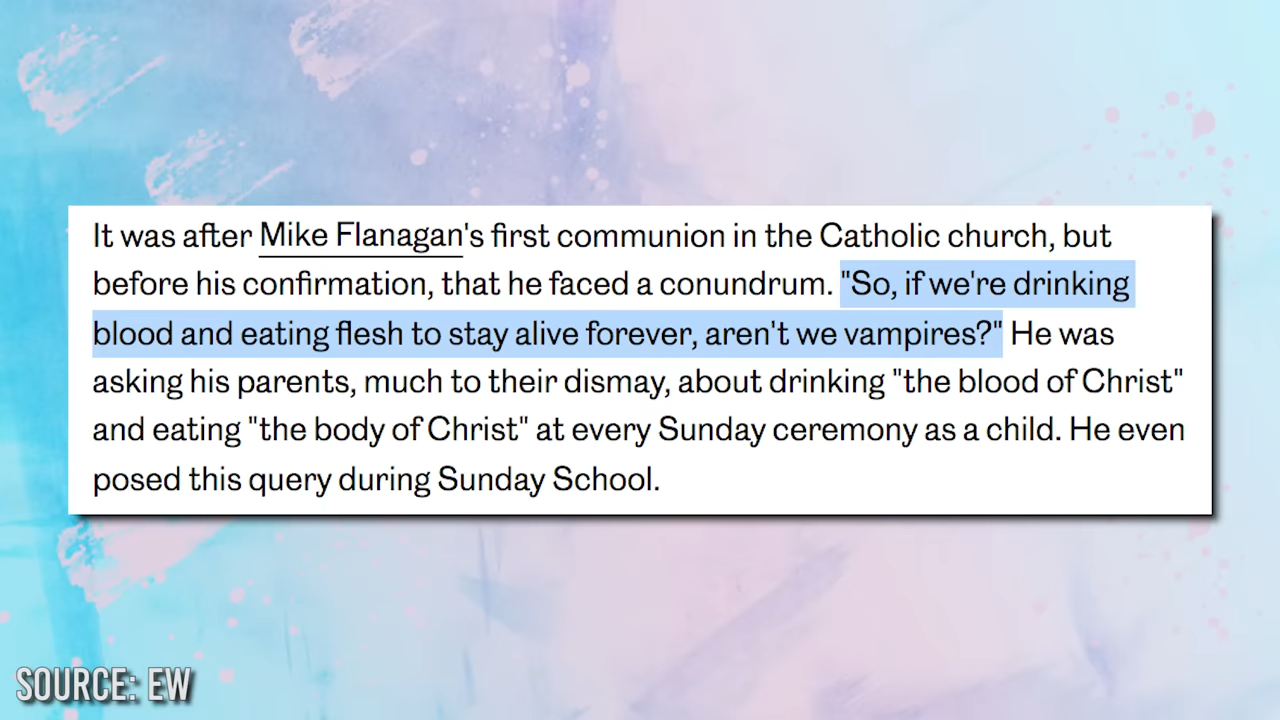 It was after Mike Flanagan's first communion in the Catholic church, but
before his confirmation, that he faced a conundrum. "So, if we're drinking
blood and eating flesh to stay alive forever, aren't we vampires?" He was
asking his parents, much to their dismay, about drinking "the blood of Christ"
and eating "the body of Christ" at every Sunday ceremony as a child. He even
posed this query during Sunday School.
SOURCE: EW